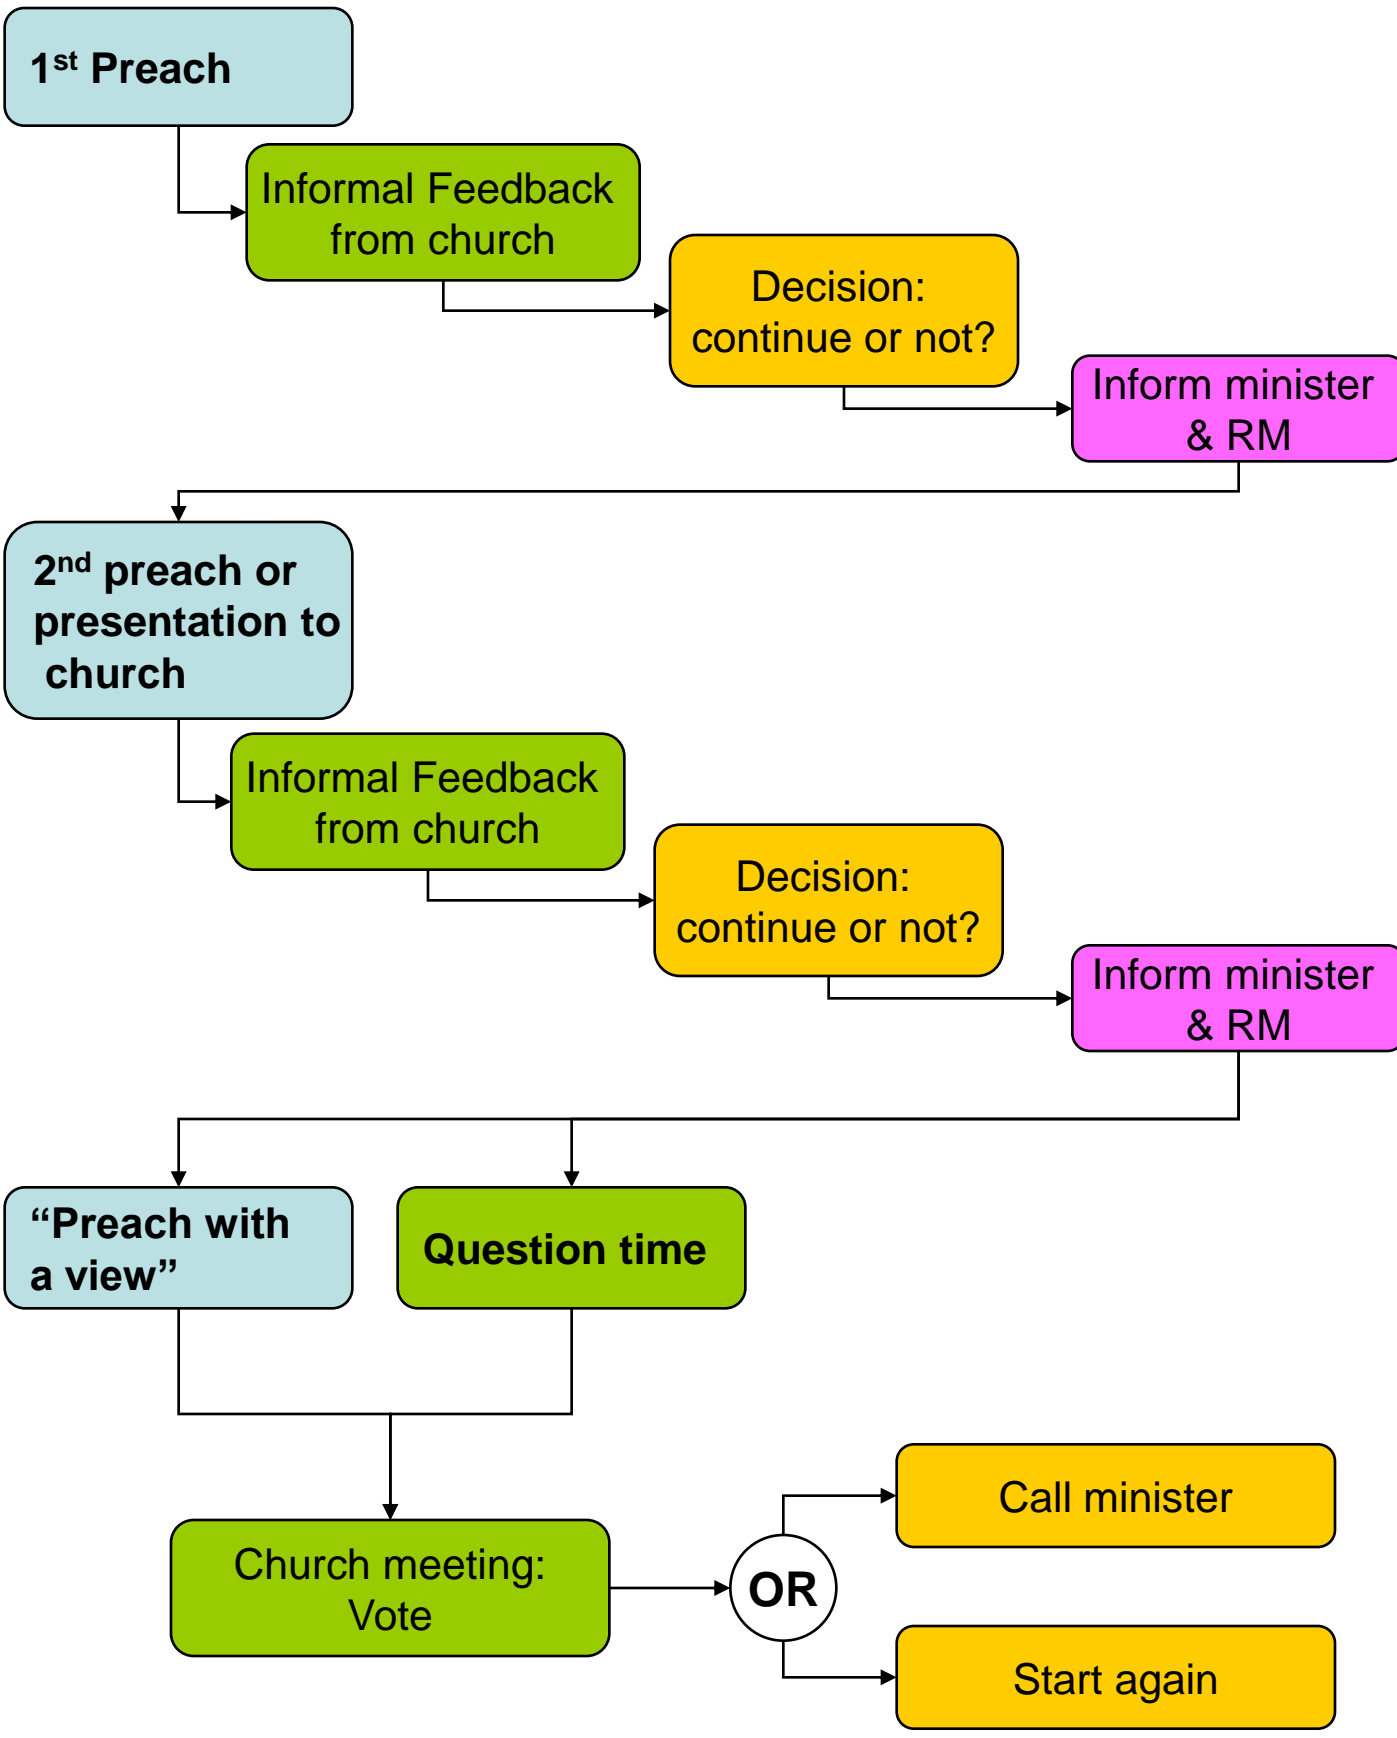 1st Preach
Informal Feedback
from church
Decision:
continue or not?
Inform minister
& RM
2nd preach or
presentation to
church
Informal Feedback
from church
Decision:
continue or not?
Inform minister
& RM
“Preach with
a view”
Question time
Church meeting:
Vote
OR
Call minister
Start again